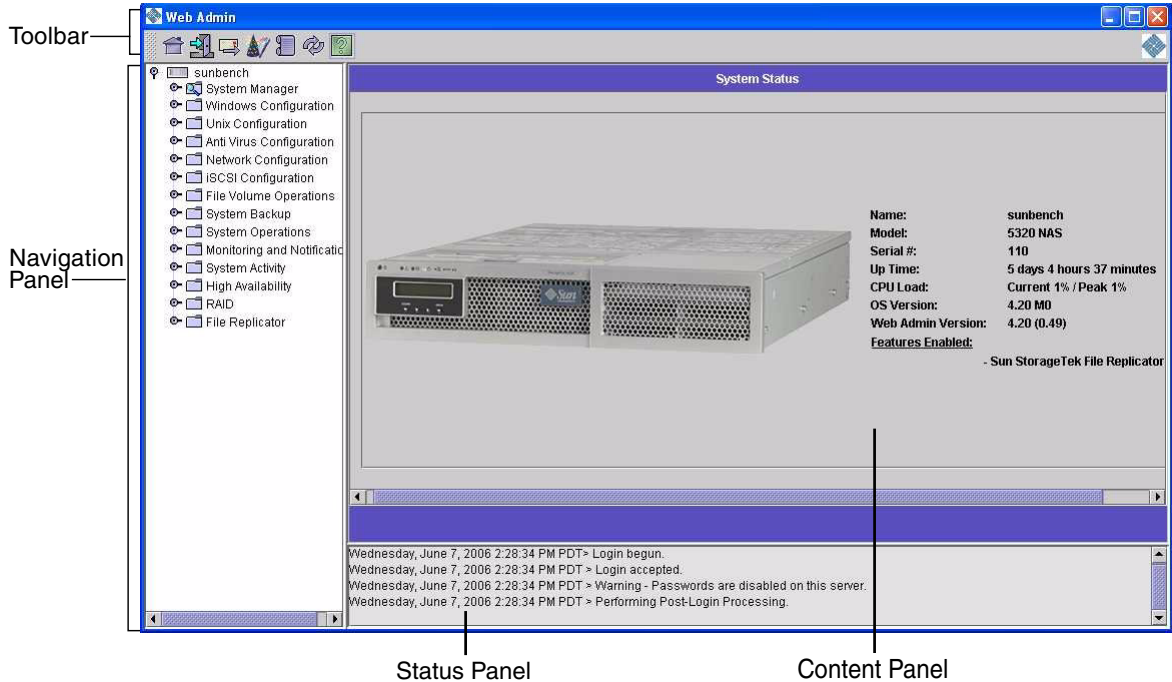 Web Admin
Toolbar
sunbench
System Manager
Windows Configuration
Unix Configuration
Anti Virus Configuration
Network Configuration
iSCSI Configuration
File Volume Operations
System Backup
System Operations
Monitoring and Notificatic
System Activity
High Availability
RAID
File Replicator
Navigation
Panel
System Status
Sun
Name: sunbench
Model: 5320 NAS
Serial #: 110
Up Time: 5 days 4 hours 37 minutes
CPU Load: Current 1% / Peak 1%
OS Version: 4.20 M0
Web Admin Version: 4.20 (0.49)
Features Enabled:
- Sun StorageTek File Replicator
Wednesday, June 7, 2006 2:28:34 PM PDT> Login begun.
Wednesday, June 7, 2006 2:28:34 PM PDT > Login accepted.
Wednesday, June 7, 2006 2:28:34 PM PDT > Warning - Passwords are disabled on this server.
Wednesday, June 7, 2006 2:28:34 PM PDT > Performing Post-Login Processing.
Status Panel
Content Panel